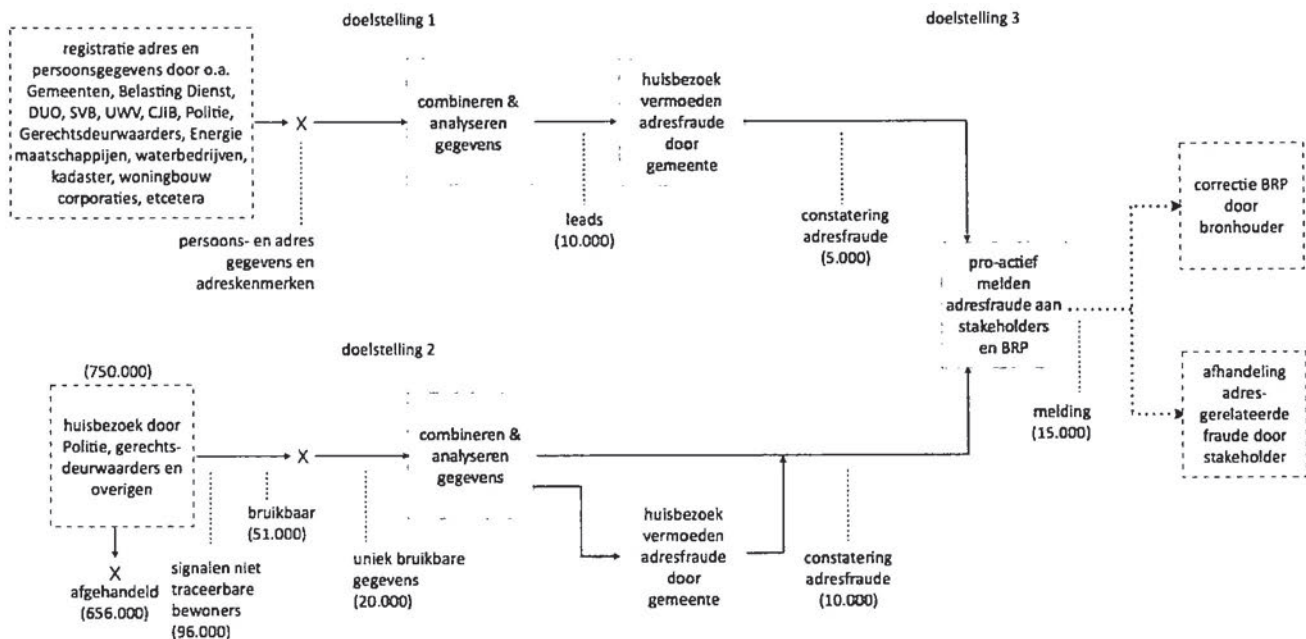 doelstelling 1
doelstelling 3
registratie adres en
persoonsgegevens door o.a.
Gemeenten, Belasting Dienst,
DUO, SVB, UWV, CJIB, Politie,
Gerechtsdeurwaarders, Energie
maatschappijen, waterbedrijven,
kadaster, woningbouw
corporaties, etcetera
X
persoons- en adres
gegevens en
adreskenmerken
combineren &
analyseren
gegevens
leads
(10.000)
huisbezoek
vermoeden
adresfraude
door
gemeente
constatering
adresfraude
(5.000)
pro-actief
melden
adresfraude aan
stakeholders
en BRP
melding
(15.000)
correctie BRP
door
bronhouder
afhandeling
adres-
gerelateerde
fraude door
stakeholder
doelstelling 2
(750.000)
huisbezoek door
Politie, gerechts-
deurwaarders en
overigen
X
afgehandeld
(656.000)
signalen niet
traceerbare
bewoners
(96.000)
bruikbaar
(51.000)
X
uniek bruikbare
gegevens
(20.000)
combineren &
analyseren
gegevens
huisbezoek
vermoeden
adresfraude
door
gemeente
constatering
adresfraude
(10.000)